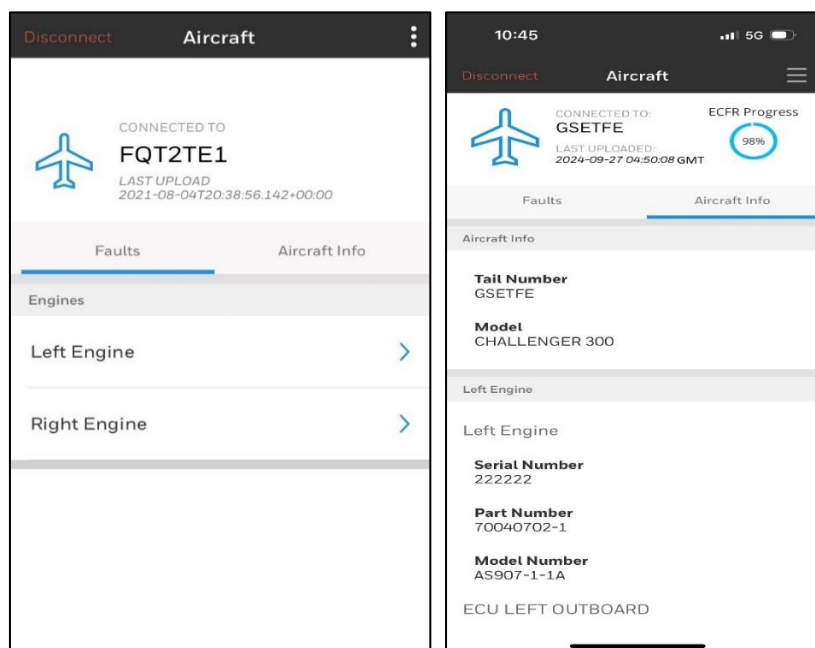 Disconnect Aircraft
CONNECTED TO
FQT2TE1
LAST UPLOAD
2021-08-04T20:38:56.142+00:00
Faults Aircraft Info
Engines
Left Engine
Right Engine
10:45 5G
Disconnect Aircraft
CONNECTED TO: ECFR Progress
GSETFE
98%
LAST UPLOADED:
2024-09-27 04:50:08 GMT
Faults Aircraft Info
Aircraft Info
Tail Number
GSETFE
Model
CHALLENGER 300
Left Engine
Left Engine
Serial Number
222222
Part Number
70040702-1
Model Number
AS907-1-1A
ECU LEFT OUTBOARD